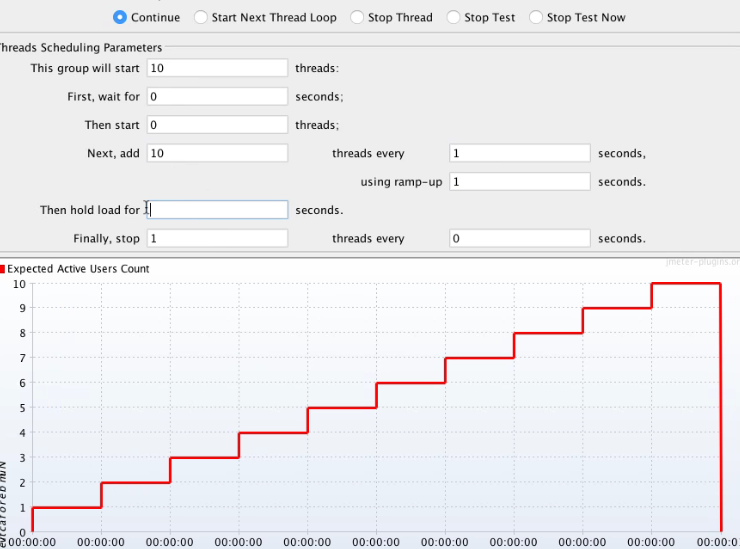 Continue Start Next Thread Loop Stop Thread Stop Test Stop Test Now
Threads Scheduling Parameters
This group will start 10 threads:
First, wait for 0 seconds;
Then start 0 threads;
Next, add 10 threads every 1 seconds,
using ramp-up 1 seconds.
Then hold load for seconds.
Finally, stop 1 threads every 0 seconds.
jmeter-plugins.or
Expected Active Users Count
10
9
8
7
6
5
4
3
2
1
0
00:00:00 00:00:00 00:00:00 00:00:00 00:00:00 00:00:00 00:00:00 00:00:00 00:00:00 00:00:00 00:00:0